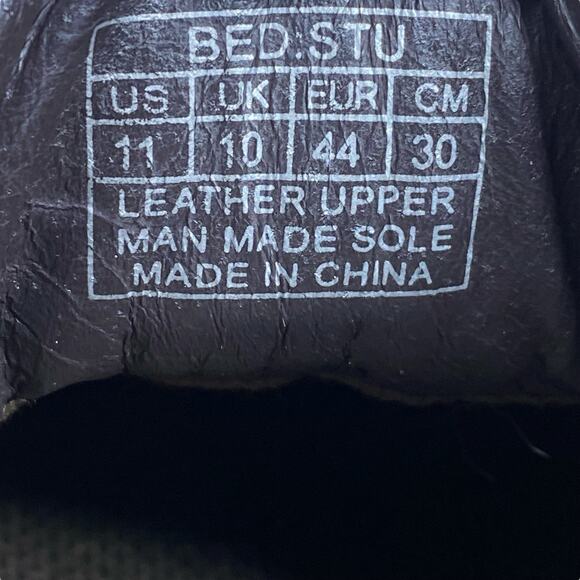 BED:STU
US UK EUR CM
11 10 44 30
LEATHER UPPER
MAN MADE SOLE
MADE IN CHINA